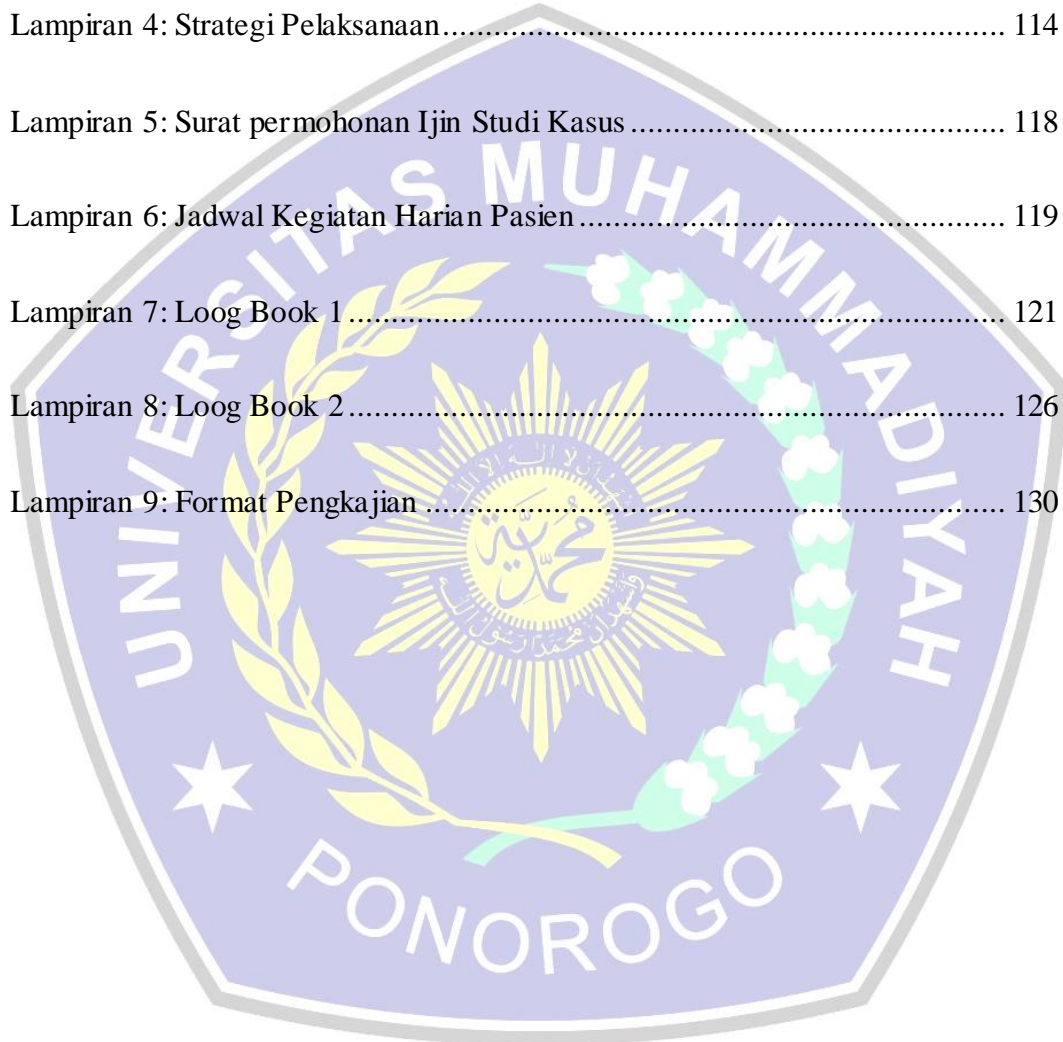 Lampiran 4: Strategi Pelaksanaan........................................................................ 114
Lampiran 5: Surat permohonan Ijin Studi Kasus ................................................ 118
Lampiran 6: Jadwal Kegiatan Harian Pasien ....................................................... 119
Lampiran 7: Loog Book 1.................................................................................... 121
Lampiran 8: Loog Book 2.................................................................................... 126
Lampiran 9: Format Pengkajian .......................................................................... 130
UNIVERSITAS MUHAMMADIYAH
PONOROGO